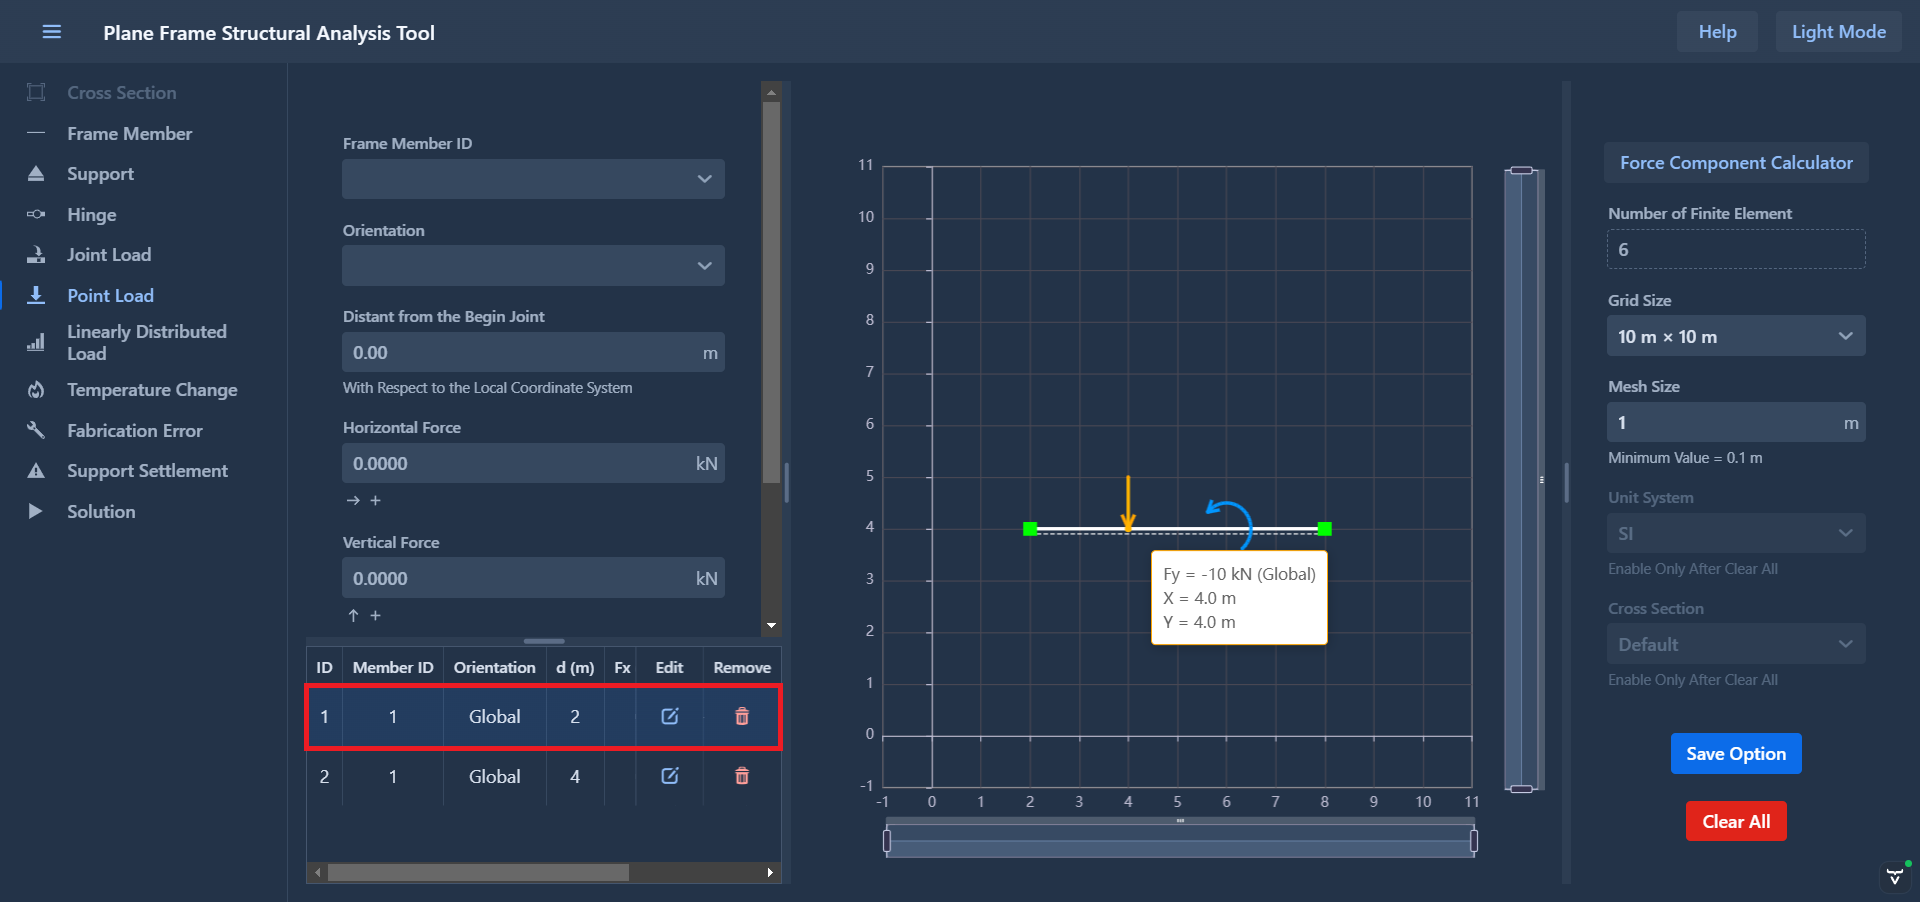 Plane Frame Structural Analysis Tool
Help
Light Mode
Cross Section
Frame Member
Support
Hinge
Joint Load
Point Load
Linearly Distributed
Load
Temperature Change
Fabrication Error
Support Settlement
Solution
Frame Member ID
Orientation
Distant from the Begin Joint
0.00 m
With Respect to the Local Coordinate System
Horizontal Force
0.0000 kN
→ +
Vertical Force
0.0000 kN
↑ +
ID Member ID Orientation d (m) Fx Edit Remove
1 1 Global 2
2 1 Global 4
11
10
9
8
7
6
5
4
3
2
1
0
-1
-1 0 1 2 3 4 5 6 7 8 9 10 11
Fy = -10 kN (Global)
X = 4.0 m
Y = 4.0 m
Force Component Calculator
Number of Finite Element
6
Grid Size
10 m × 10 m
Mesh Size
1 m
Minimum Value = 0.1 m
Unit System
SI
Enable Only After Clear All
Cross Section
Default
Enable Only After Clear All
Save Option
Clear All